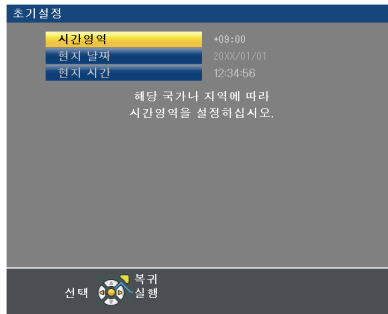 초기설정
시간영역 +09:00
현지 날짜 20XX/01/01
현지 시간 12:34:56
해당 국가나 지역에 따라
시간영역을 설정하십시오.
복귀
선택 실행